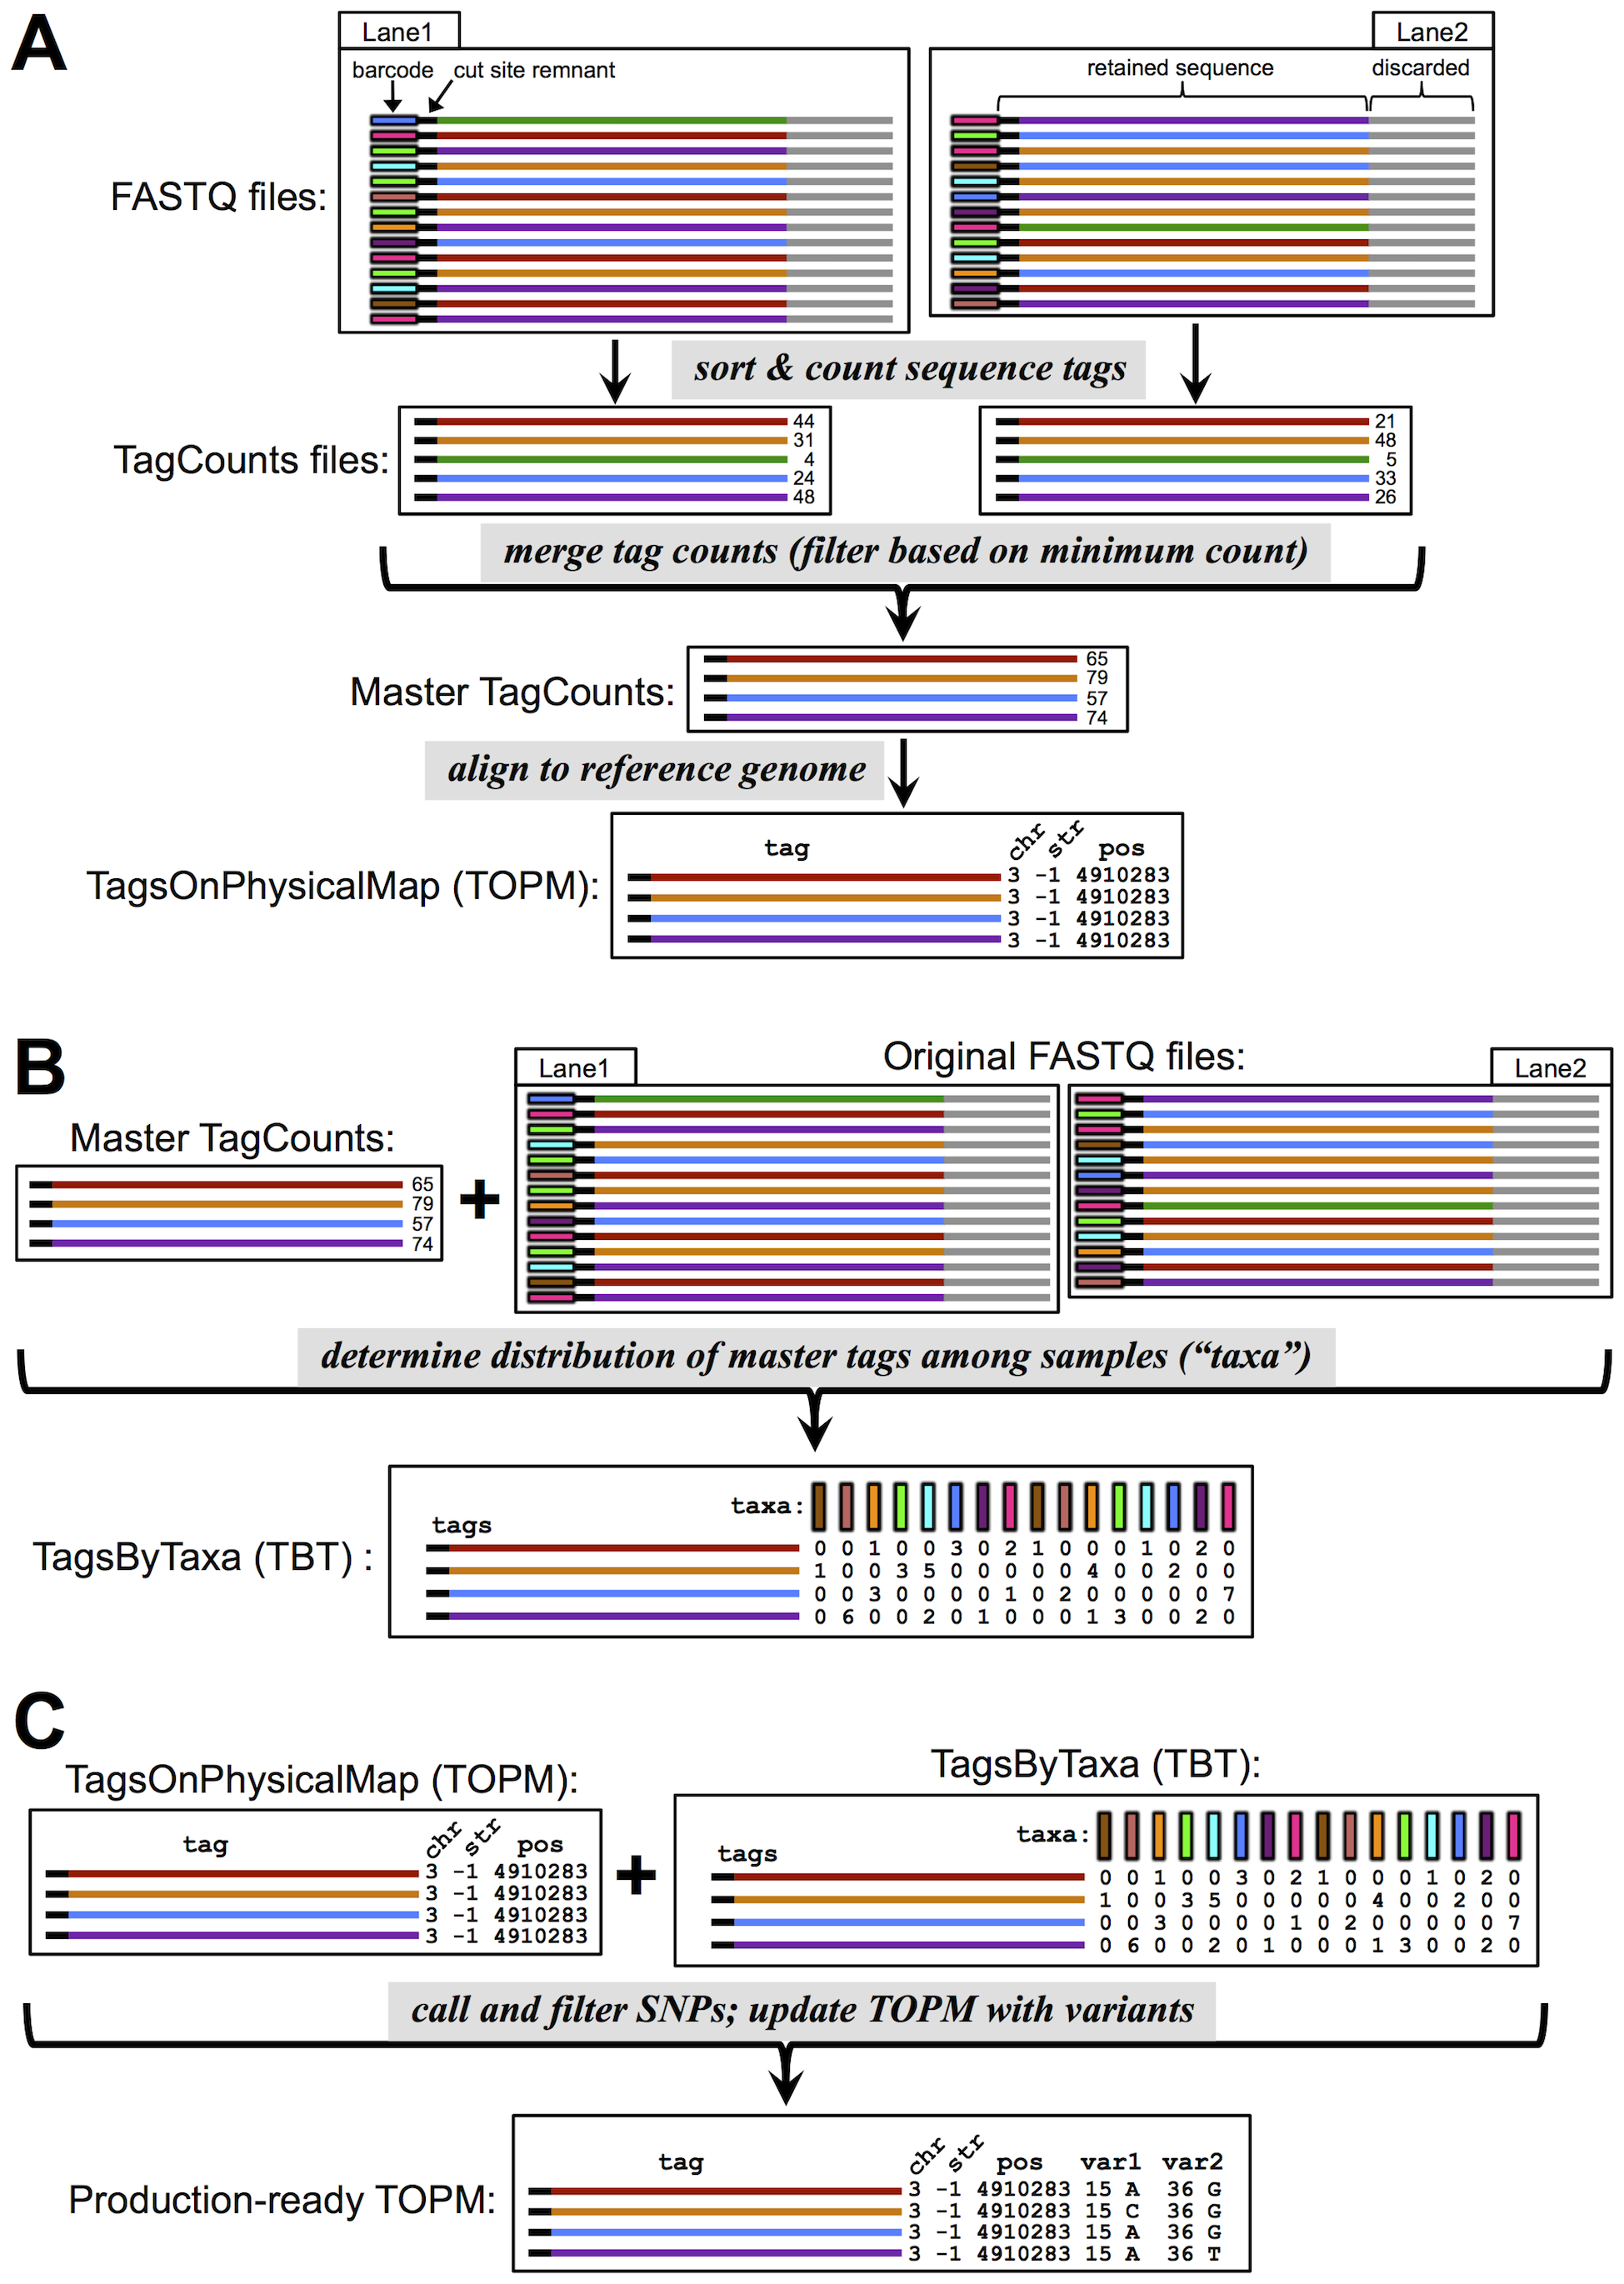 A
Lane1
Lane2
barcode
cut site remnant
retained sequence
discarded
FASTQ files:
sort & count sequence tags
TagCounts files:
44
31
4
24
48
21
48
5
33
26
merge tag counts (filter based on minimum count)
Master TagCounts:
65
79
57
74
align to reference genome
TagsOnPhysicalMap (TOPM):
tag chr str pos
3 -1 4910283
3 -1 4910283
3 -1 4910283
3 -1 4910283
B
Original FASTQ files:
Lane1
Lane2
Master TagCounts:
65
79
57
74
+
determine distribution of master tags among samples (“taxa”)
TagsByTaxa (TBT) :
taxa:
tags
0 0 1 0 0 3 0 2 1 0 0 0 1 0 2 0
1 0 0 3 5 0 0 0 0 0 4 0 0 2 0 0
0 0 3 0 0 0 0 1 0 2 0 0 0 0 0 7
0 6 0 0 2 0 1 0 0 0 1 3 0 0 2 0
C
TagsOnPhysicalMap (TOPM):
tag chr str pos
3 -1 4910283
3 -1 4910283
3 -1 4910283
3 -1 4910283
+
TagsByTaxa (TBT):
taxa:
tags
0 0 1 0 0 3 0 2 1 0 0 0 1 0 2 0
1 0 0 3 5 0 0 0 0 0 4 0 0 2 0 0
0 0 3 0 0 0 0 1 0 2 0 0 0 0 0 7
0 6 0 0 2 0 1 0 0 0 1 3 0 0 2 0
call and filter SNPs; update TOPM with variants
Production-ready TOPM:
tag chr str pos var1 var2
3 -1 4910283 15 A 36 G
3 -1 4910283 15 C 36 G
3 -1 4910283 15 A 36 G
3 -1 4910283 15 A 36 T